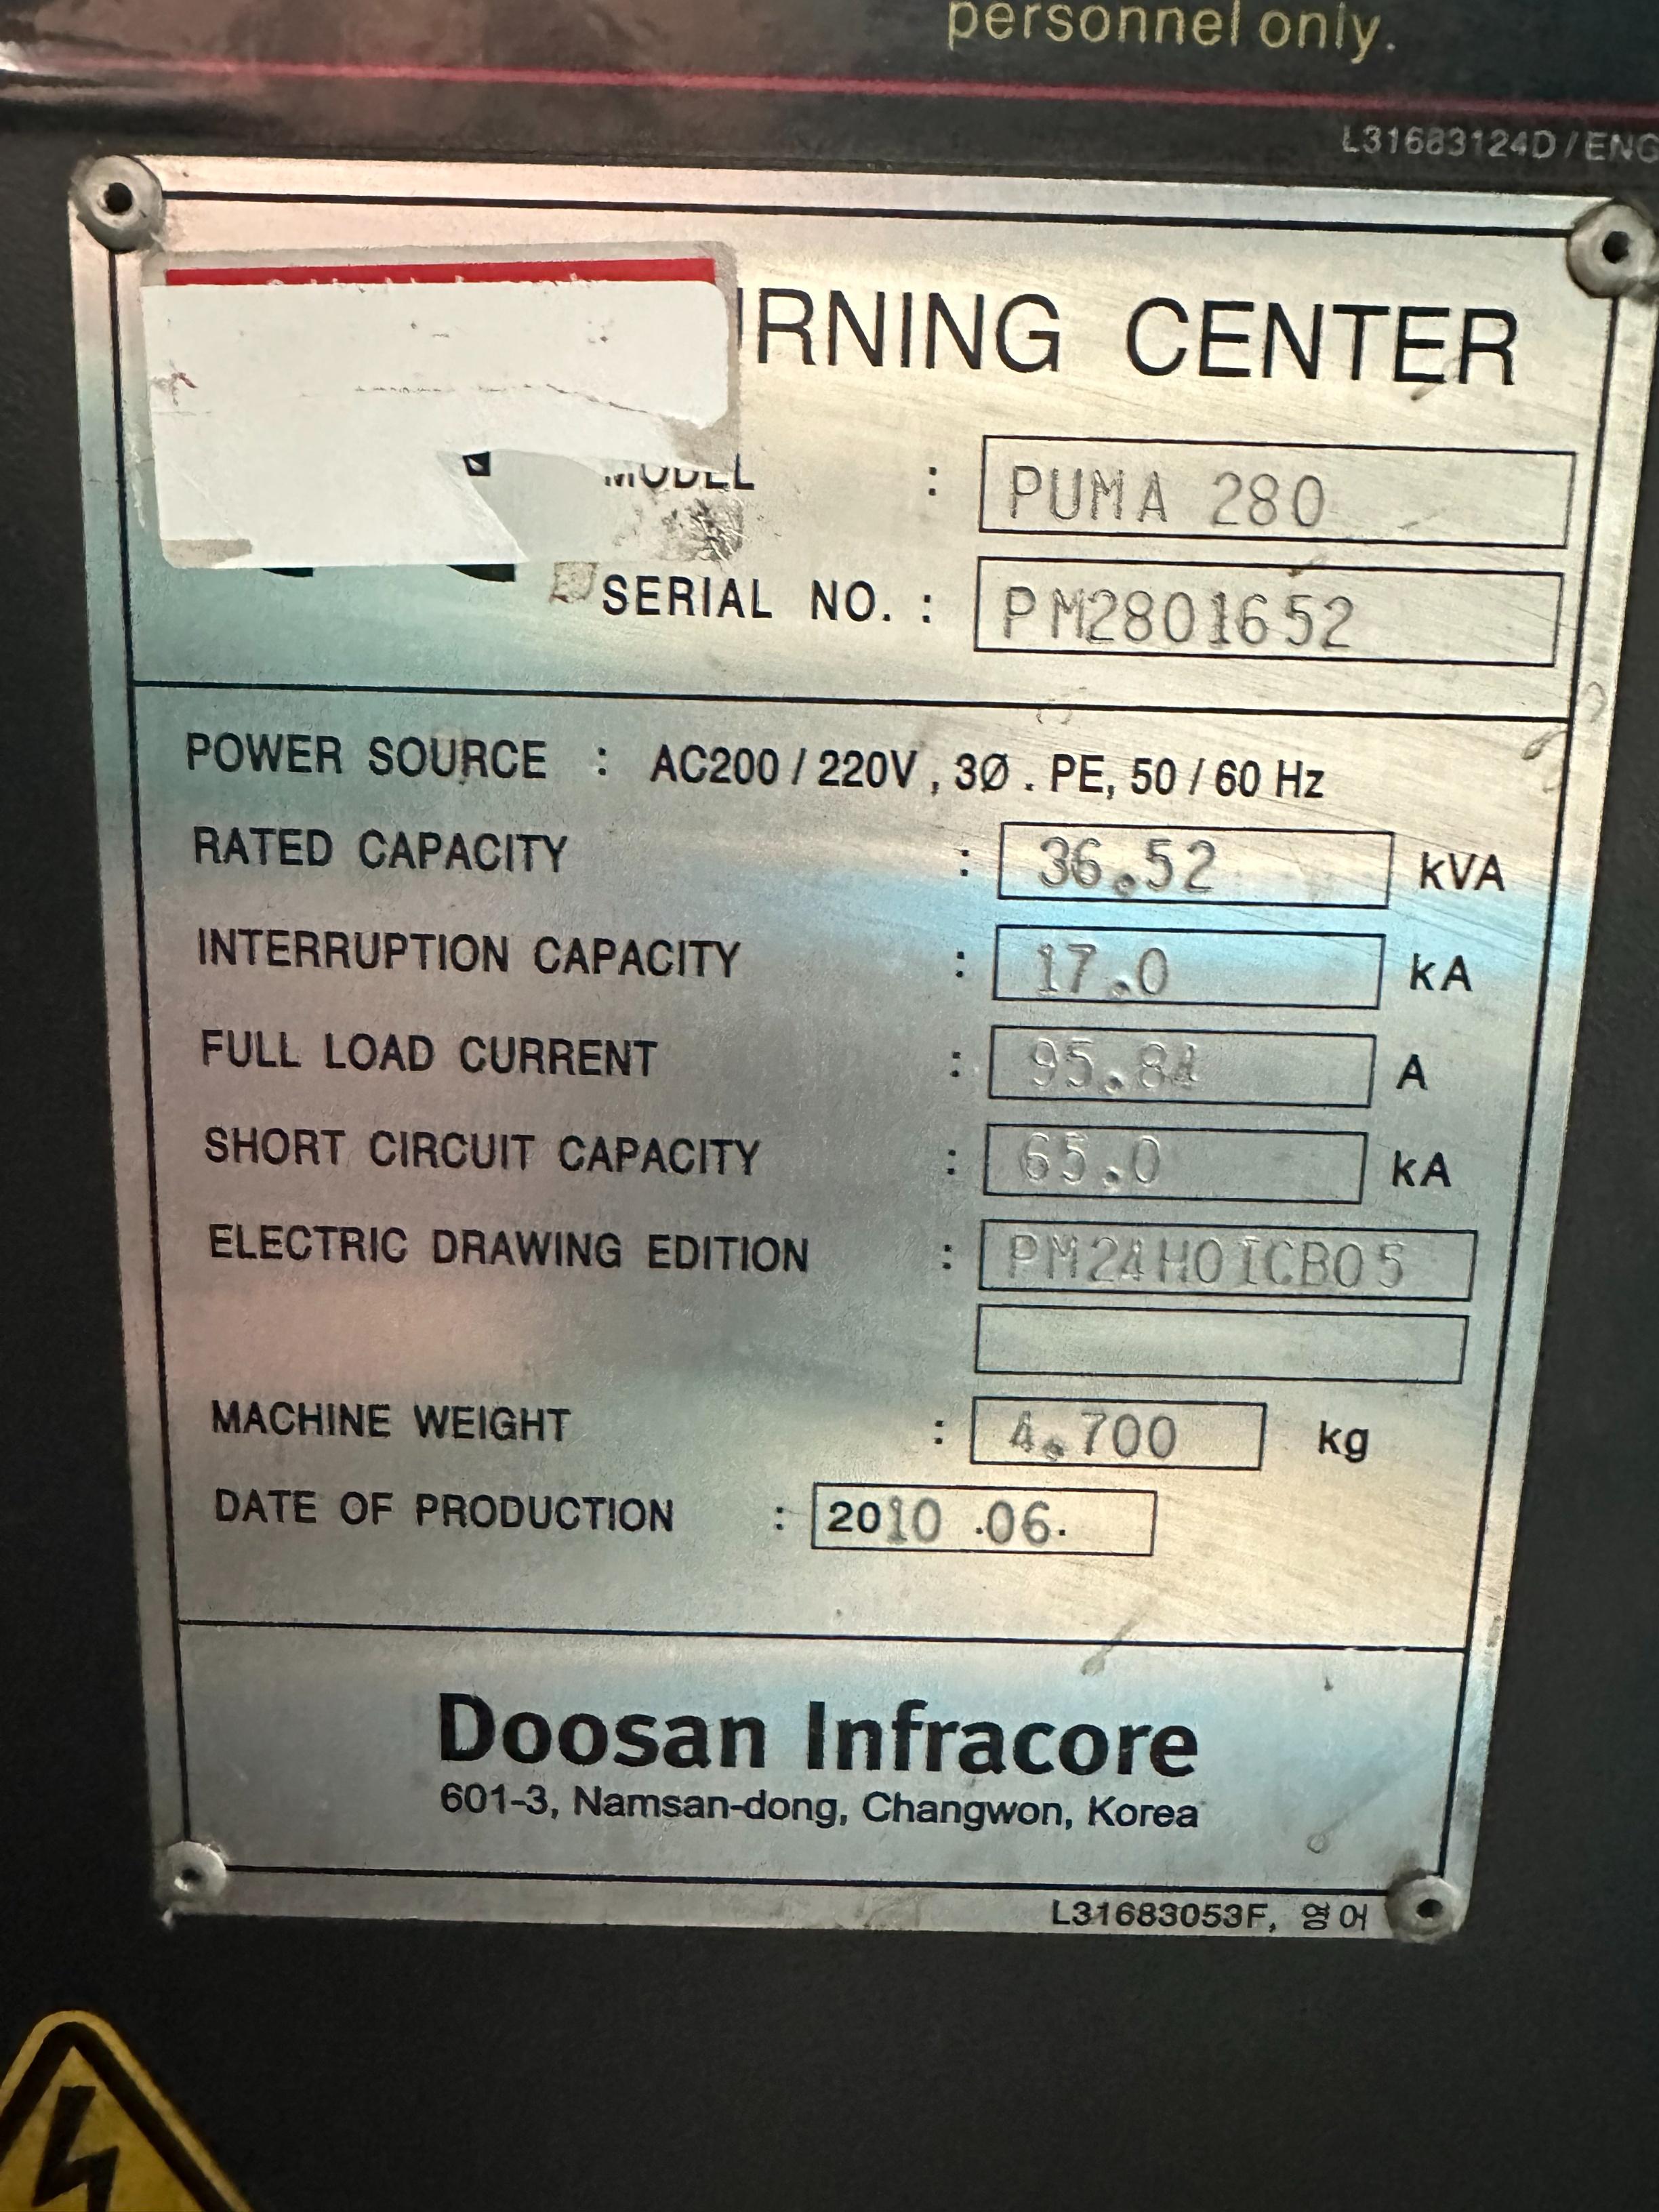 personnel only.
L31683124D / ENG
RNING CENTER
MODEL : PUMA 280
SERIAL NO. : PM2801652
POWER SOURCE : AC200 / 220V , 3Ø . PE, 50 / 60 Hz
RATED CAPACITY : 36.52 kVA
INTERRUPTION CAPACITY : 17.0 kA
FULL LOAD CURRENT : 95.84 A
SHORT CIRCUIT CAPACITY : 65.0 kA
ELECTRIC DRAWING EDITION : PM24H01CB05
MACHINE WEIGHT : 4.700 kg
DATE OF PRODUCTION : 2010 .06.
Doosan Infracore
601-3, Namsan-dong, Changwon, Korea
L31683053F, 영어